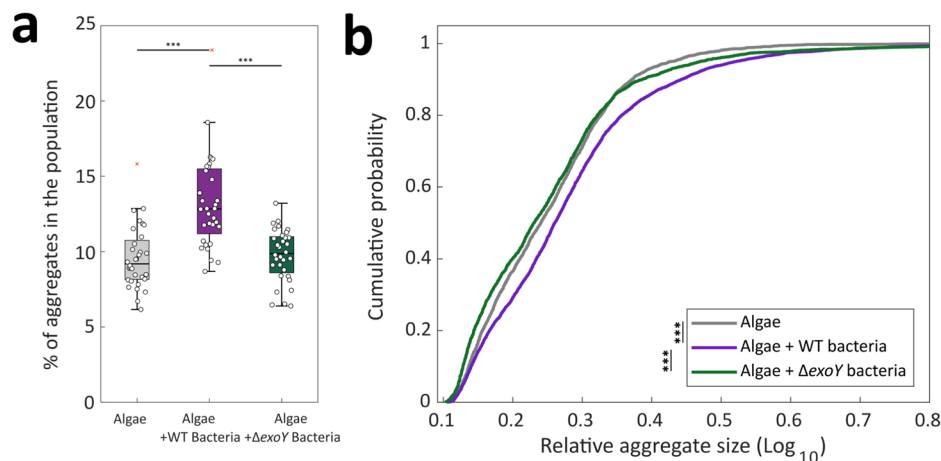 a
b
% of aggregates in the population
25
20
15
10
5
0
***
***
Algae
Algae
+WT Bacteria
Algae
+ΔexoY Bacteria
Cumulative probability
1
0.8
0.6
0.4
0.2
0
0.1
0.2
0.3
0.4
0.5
0.6
0.7
0.8
Relative aggregate size (Log10)
***
***
Algae
Algae + WT bacteria
Algae + ΔexoY bacteria